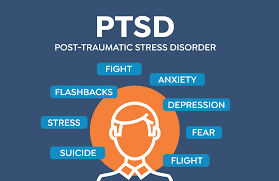 PTSD
POST-TRAUMATIC STRESS DISORDER
FIGHT
ANXIETY
FLASHBACKS
DEPRESSION
STRESS
FEAR
SUICIDE
FLIGHT